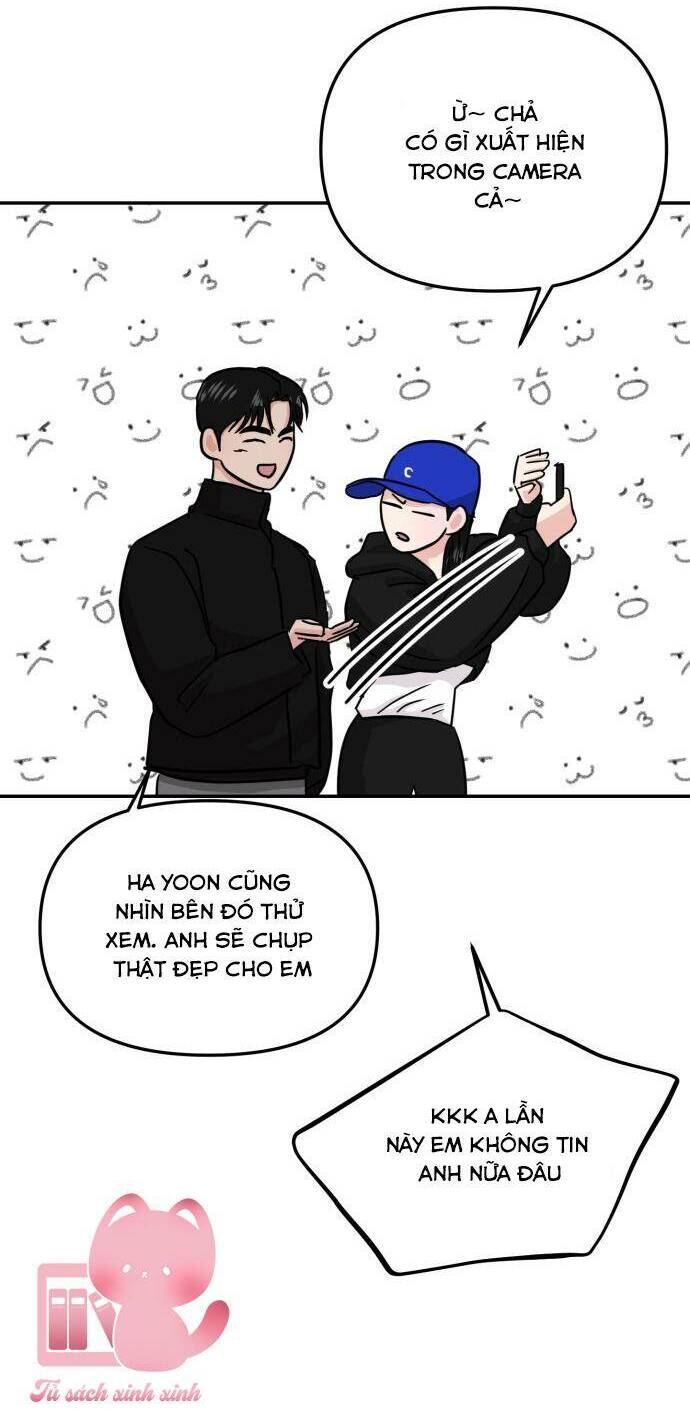 Ừ~ CHẢ
CÓ GÌ XUẤT HIỆN
TRONG CAMERA
CẢ~
C
HA YOON CŨNG
NHÌN BÊN ĐÓ THỬ
XEM. ANH SẼ CHỤP
THẬT ĐẸP CHO EM
KKK A LẦN
NÀY EM KHÔNG TIN
ANH NỮA ĐÂU
Tủ sách xinh xinh